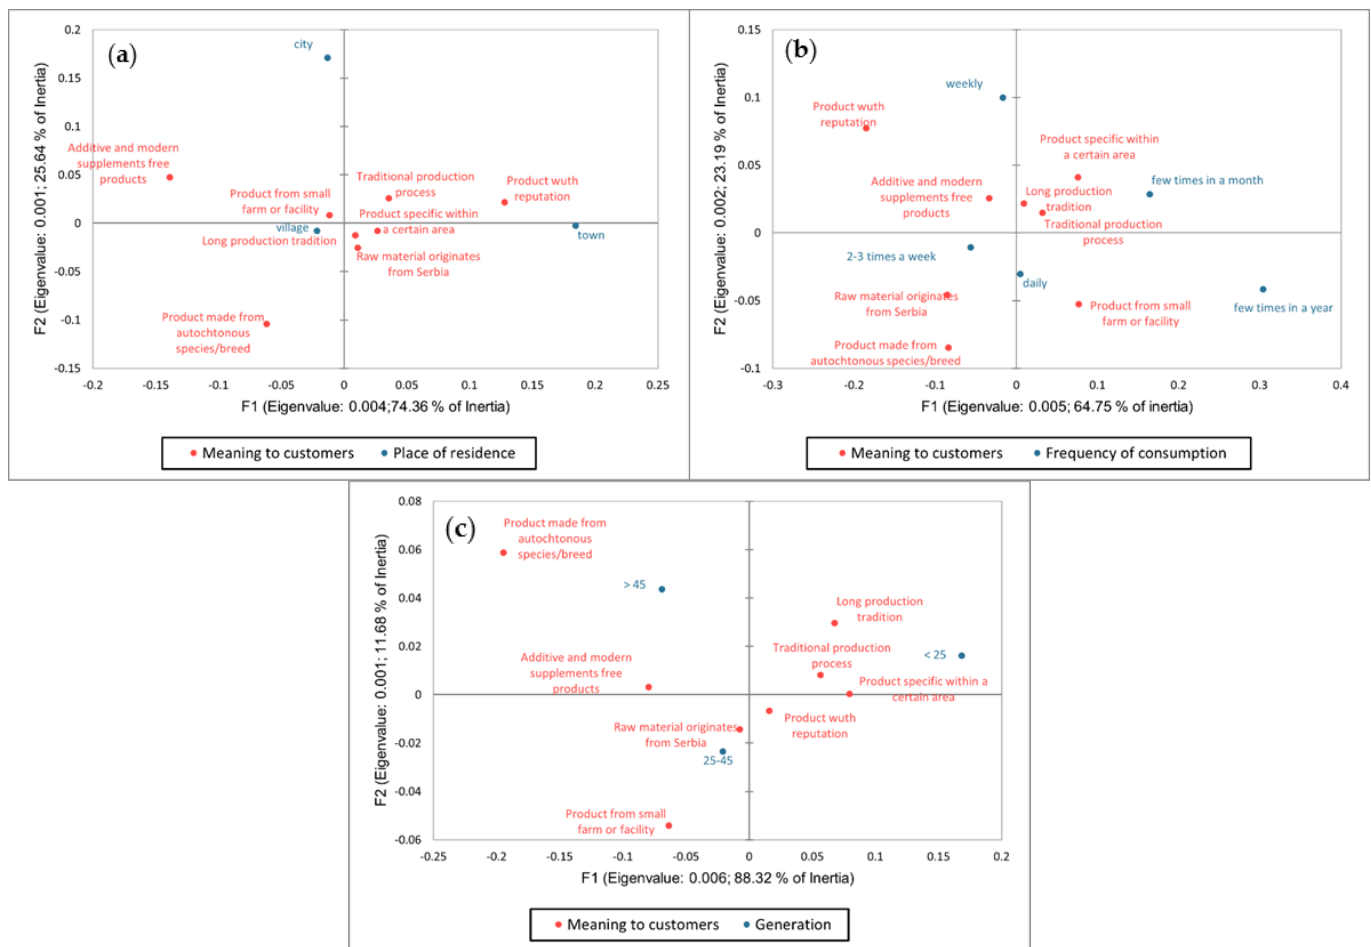 (a)
0.2
0.15
0.1
0.05
0
-0.05
-0.1
-0.15
F2 (Eigenvalue: 0.001; 25.64 % of Inertia)
city
Additive and modern
supplements free
products
Product from small
farm or facility
Traditional production
process
Product wuth
reputation
Product specific within
a certain area
village
Long production tradition
town
Raw material originates
from Serbia
Product made from
autochtonous
species/breed
-0.2
-0.15
-0.1
-0.05
0
0.05
0.1
0.15
0.2
0.25
F1 (Eigenvalue: 0.004;74.36 % of Inertia)
Meaning to customers
Place of residence
(b)
0.15
0.1
0.05
0
-0.05
-0.1
F2 (Eigenvalue: 0.002; 23.19 % of Inertia)
weekly
Product wuth
reputation
Product specific within
a certain area
Additive and modern
supplements free
products
few times in a month
Long production
tradition
Traditional production
process
2-3 times a week
daily
Raw material originates
from Serbia
Product from small
farm or facility
few times in a year
Product made from
autochtonous species/breed
-0.3
-0.2
-0.1
0
0.1
0.2
0.3
0.4
F1 (Eigenvalue: 0.005; 64.75 % of inertia)
Meaning to customers
Frequency of consumption
(c)
0.08
0.06
0.04
0.02
0
-0.02
-0.04
-0.06
F2 (Eigenvalue: 0.001; 11.68 % of Inertia)
Product made from
autochtonous
species/breed
> 45
Long production
tradition
Traditional production
process
< 25
Additive and modern
supplements free
products
Product specific within a
certain area
Raw material originates
from Serbia
Product wuth
reputation
25-45
Product from small
farm or facility
-0.25
-0.2
-0.15
-0.1
-0.05
0
0.05
0.1
0.15
0.2
F1 (Eigenvalue: 0.006; 88.32 % of Inertia)
Meaning to customers
Generation